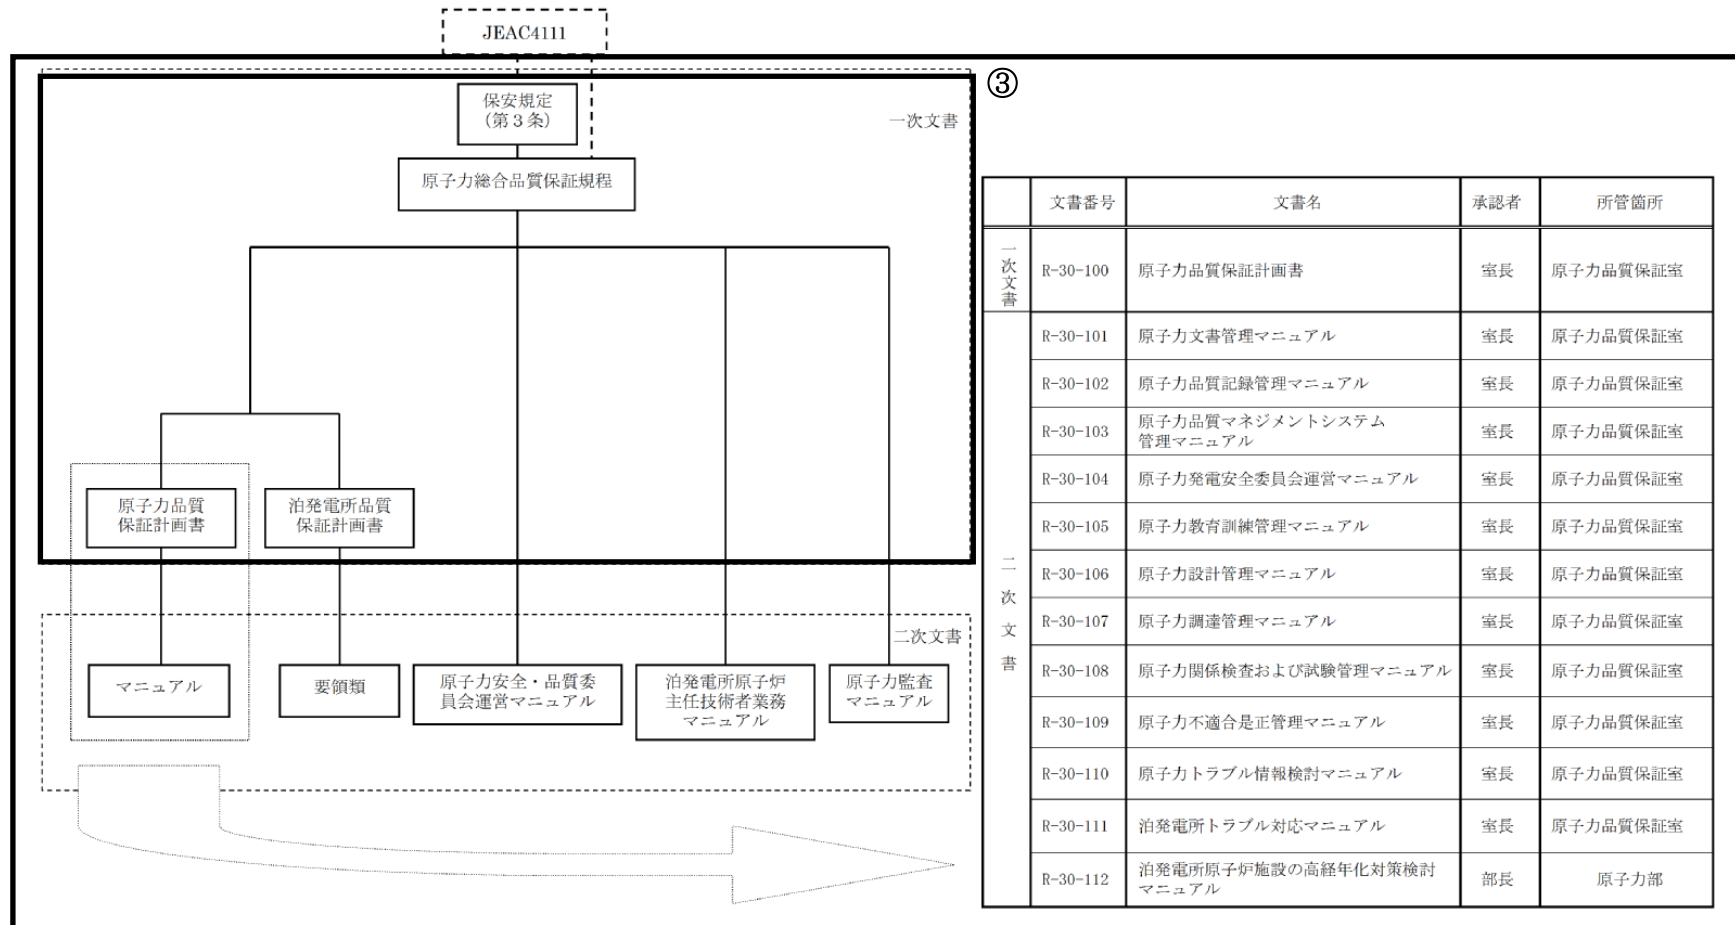 JEAC4111
③
保安規定
(第3条)
一次文書
原子力総合品質保証規程
原子力品質
保証計画書
泊発電所品質
保証計画書
二次文書
マニュアル
要領類
原子力安全・品質委
員会運営マニュアル
泊発電所原子炉
主任技術者業務
マニュアル
原子力監査
マニュアル
文書番号 文書名 承認者 所管箇所
一次文書
R-30-100 原子力品質保証計画書 室長 原子力品質保証室
二次文書
R-30-101 原子力文書管理マニュアル 室長 原子力品質保証室
R-30-102 原子力品質記録管理マニュアル 室長 原子力品質保証室
R-30-103 原子力品質マネジメントシステム
管理マニュアル 室長 原子力品質保証室
R-30-104 原子力発電安全委員会運営マニュアル 室長 原子力品質保証室
R-30-105 原子力教育訓練管理マニュアル 室長 原子力品質保証室
R-30-106 原子力設計管理マニュアル 室長 原子力品質保証室
R-30-107 原子力調達管理マニュアル 室長 原子力品質保証室
R-30-108 原子力関係検査および試験管理マニュアル 室長 原子力品質保証室
R-30-109 原子力不適合是正管理マニュアル 室長 原子力品質保証室
R-30-110 原子力トラブル情報検討マニュアル 室長 原子力品質保証室
R-30-111 泊発電所トラブル対応マニュアル 室長 原子力品質保証室
R-30-112 泊発電所原子炉施設の高経年化対策検討
マニュアル 部長 原子力部